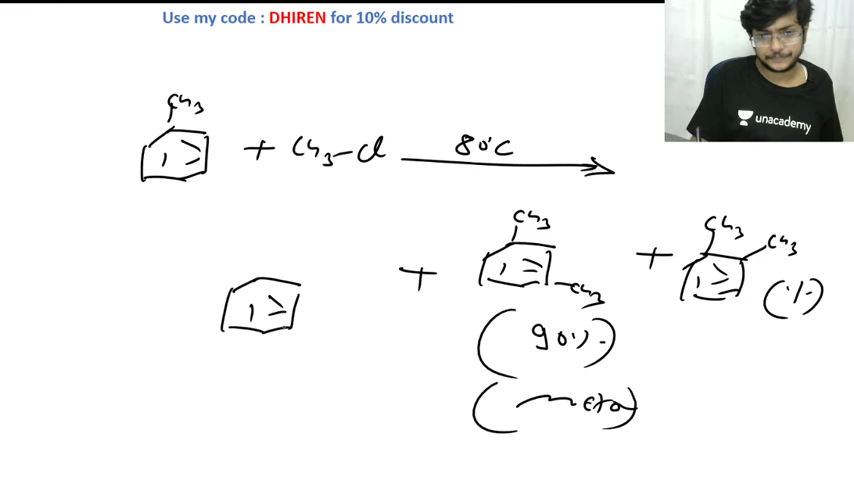 Use my code : DHIREN for 10% discount
unacademy
CH3
+ CH3-Cl 80°C
CH3
CH3
+
CH3
+
CH3
(90%)
(meta)